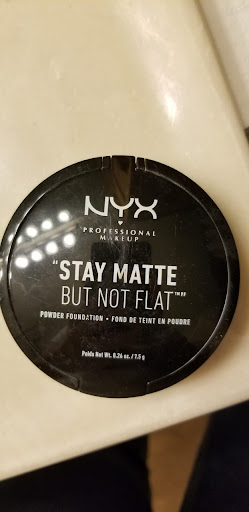 NYX
PROFESSIONAL
MAKEUP
"STAY MATTE
BUT NOT FLAT™"
POWDER FOUNDATION • FOND DE TEINT EN POUDRE
Poids Net Wt. 0.26 oz. / 7.5 g